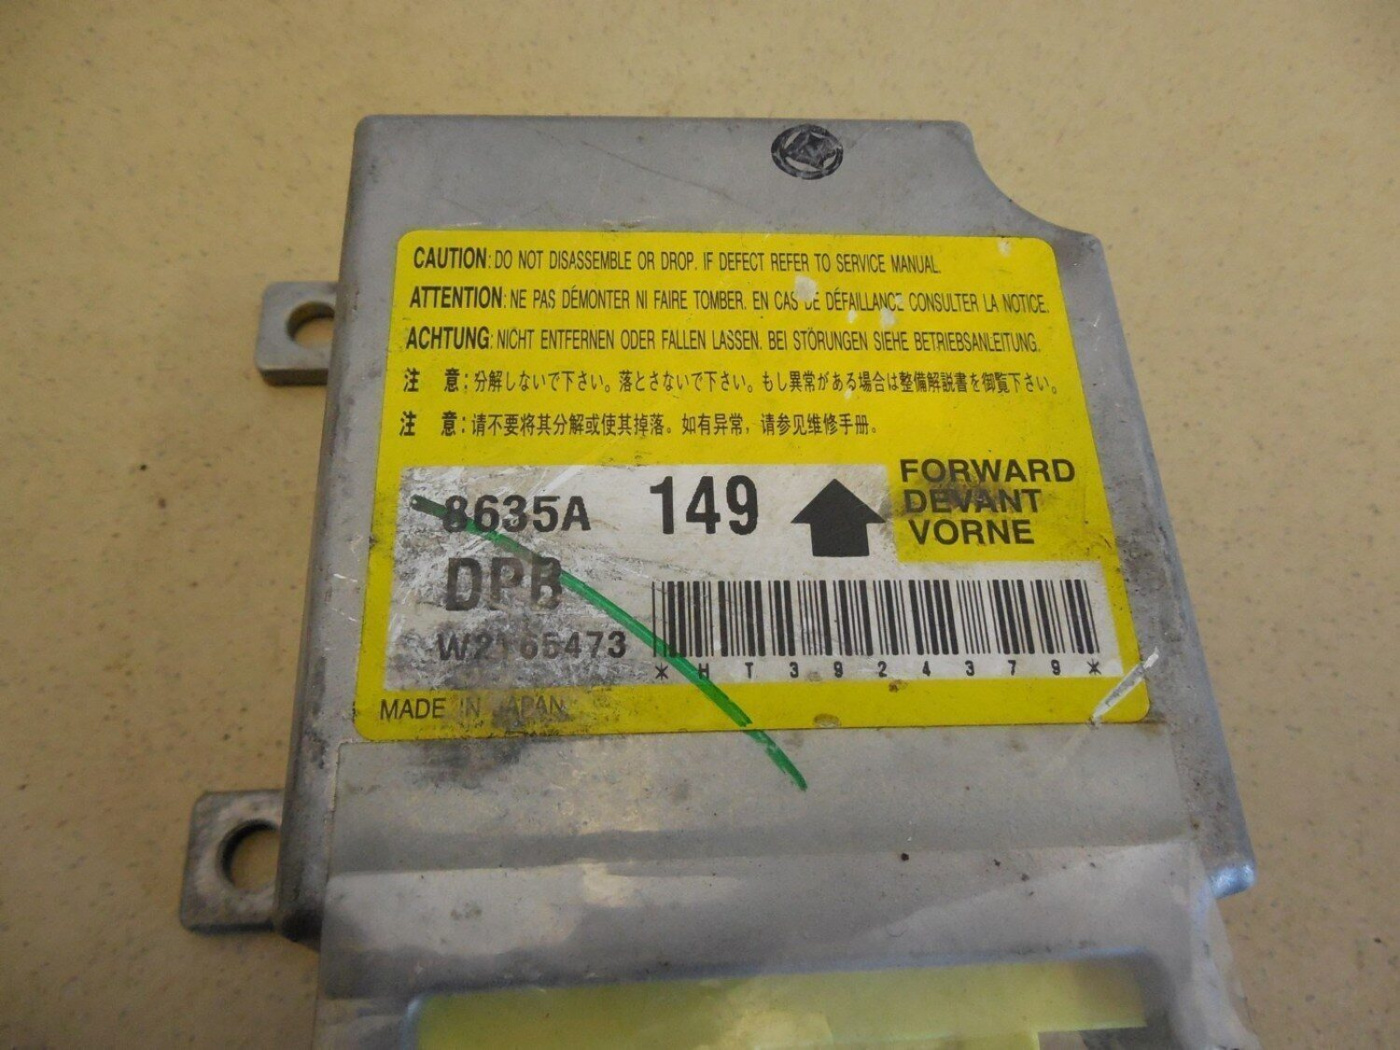 CAUTION: DO NOT DISASSEMBLE OR DROP. IF DEFECT REFER TO SERVICE MANUAL.
ATTENTION: NE PAS DÉMONTER NI FAIRE TOMBER. EN CAS DE DÉFAILLANCE CONSULTER LA NOTICE.
ACHTUNG: NICHT ENTFERNEN ODER FALLEN LASSEN. BEI STÖRUNGEN SIEHE BETRIEBSANLEITUNG.
注 意:分解しないで下さい。落とさないで下さい。もし異常がある場合は整備解説書を御覧下さい。
注 意:请不要将其分解或使其掉落。如有异常,请参见维修手册。
8635A 149
FORWARD
DEVANT
VORNE
DPB
W2165473
*HT3924379*
MADE IN JAPAN